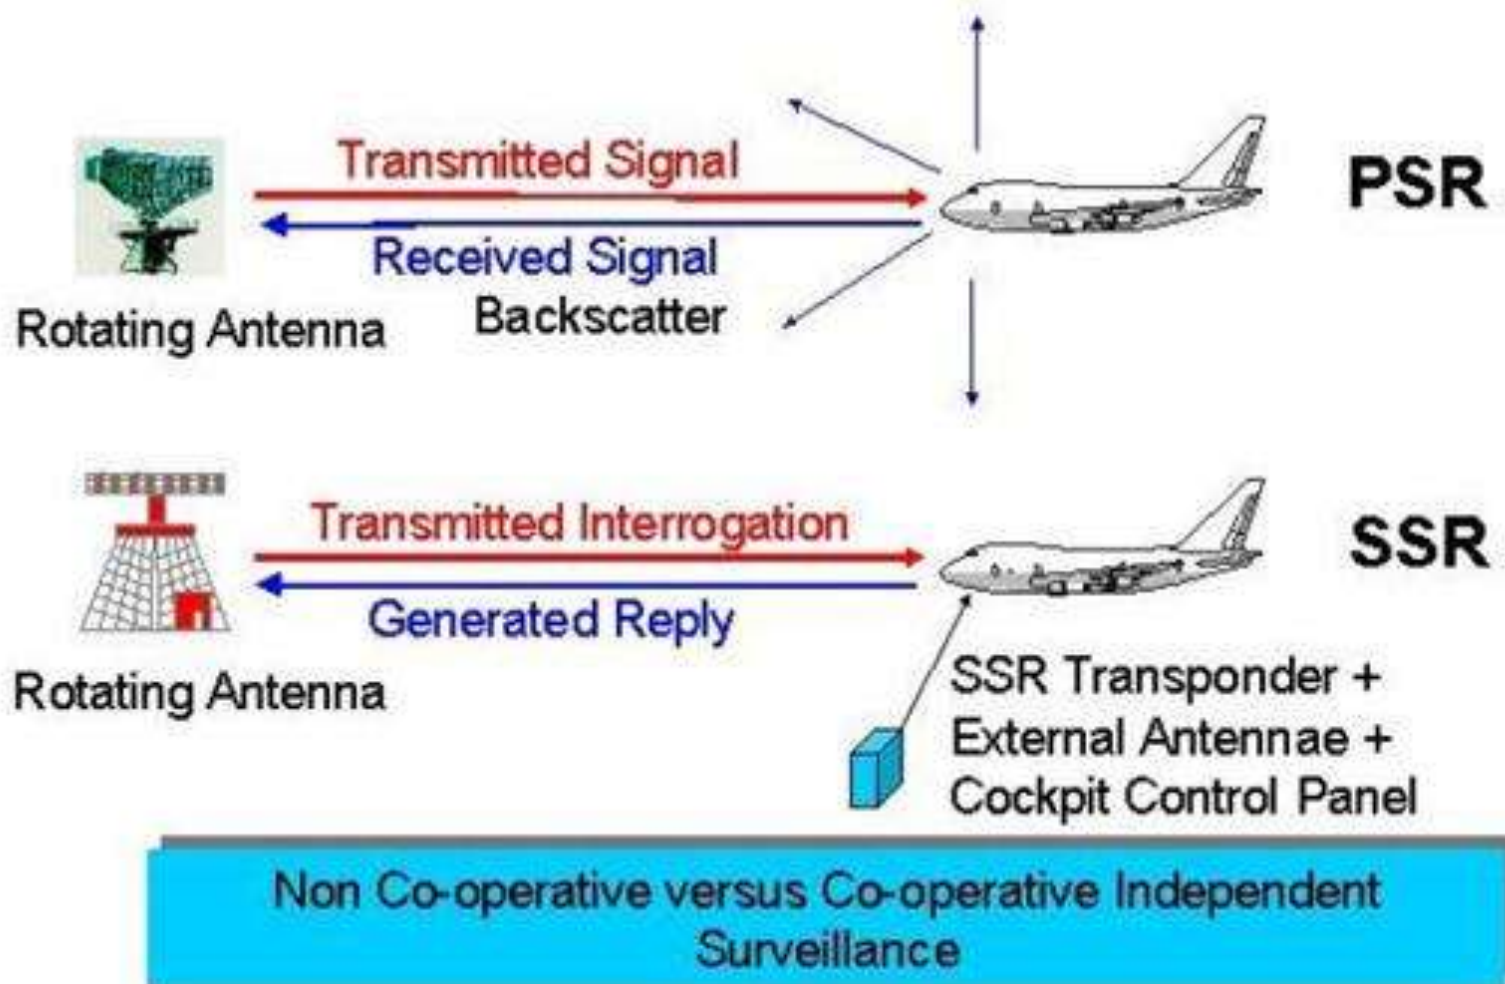 Transmitted Signal
PSR
Received Signal
Backscatter
Rotating Antenna
Transmitted Interrogation
SSR
Generated Reply
Rotating Antenna
SSR Transponder +
External Antennae +
Cockpit Control Panel
Non Co-operative versus Co-operative Independent
Surveillance